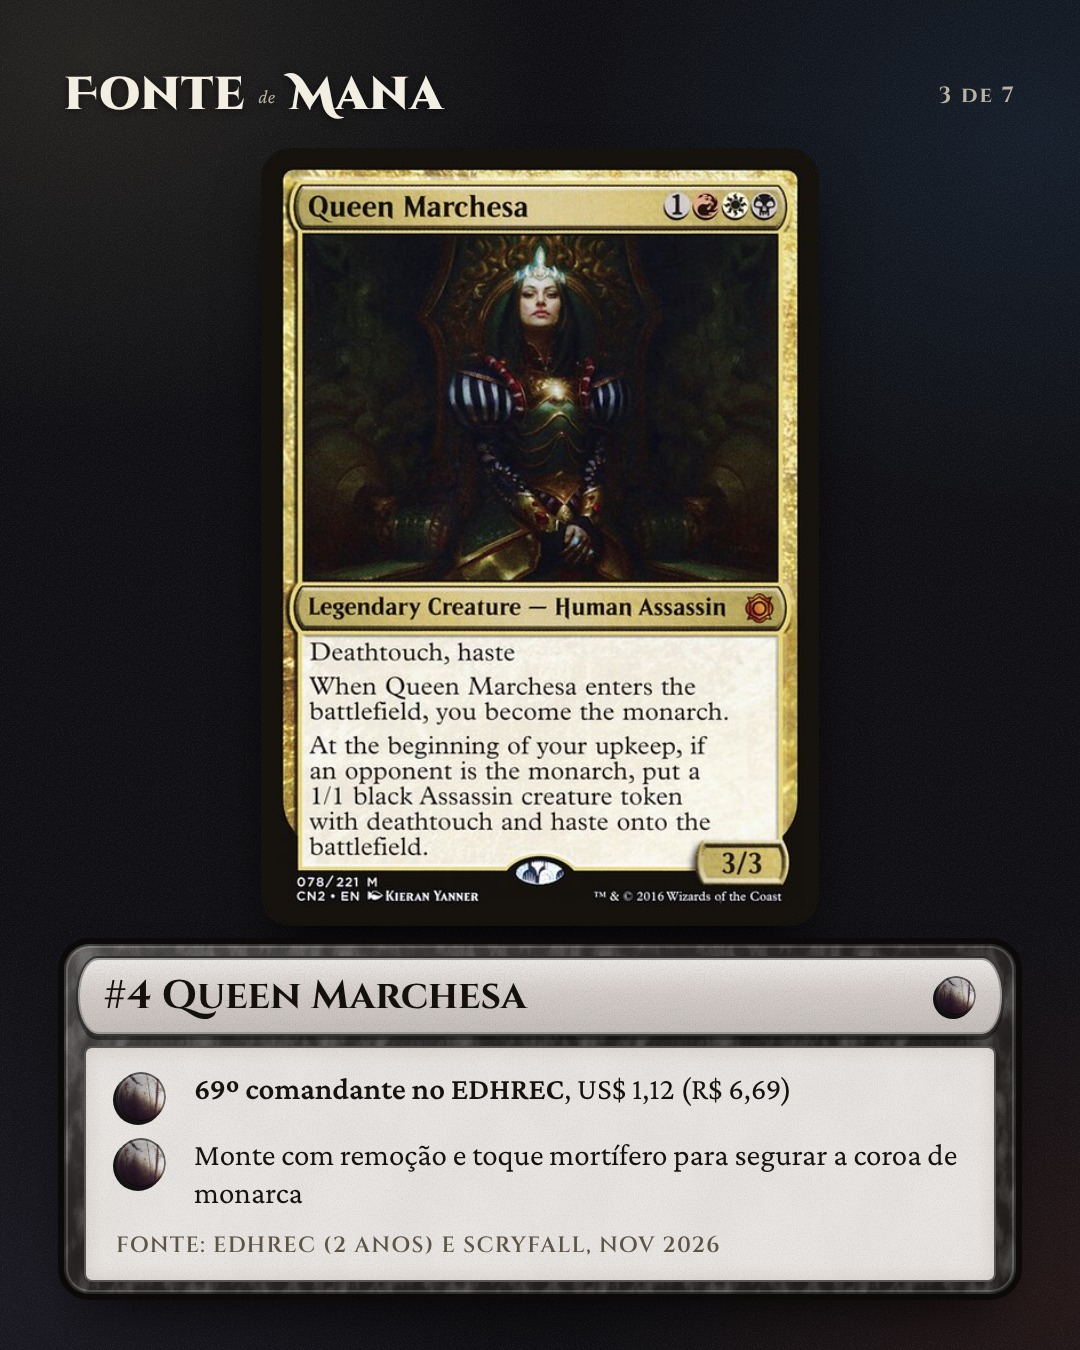 Fonte de Mana
3 de 7
Queen Marchesa 1
Legendary Creature — Human Assassin
Deathtouch, haste
When Queen Marchesa enters the
battlefield, you become the monarch.
At the beginning of your upkeep, if
an opponent is the monarch, put a
1/1 black Assassin creature token
with deathtouch and haste onto the
battlefield.
3/3
078/221 M
CN2 • EN Kieran Yanner
™ & © 2016 Wizards of the Coast
#4 Queen Marchesa
69º comandante no EDHREC, US$ 1,12 (R$ 6,69)
Monte com remoção e toque mortífero para segurar a coroa de
monarca
FONTE: EDHREC (2 ANOS) E SCRYFALL, NOV 2026